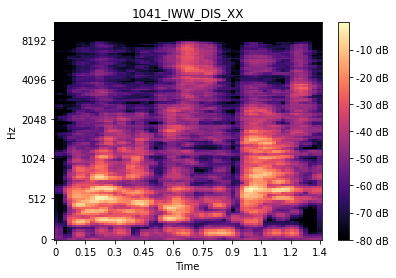 1041_IWW_DIS_XX
8192
4096
2048
1024
512
0
Hz
0 0.15 0.3 0.45 0.6 0.75 0.9 1.1 1.2 1.4
Time
-10 dB
-20 dB
-30 dB
-40 dB
-50 dB
-60 dB
-70 dB
-80 dB